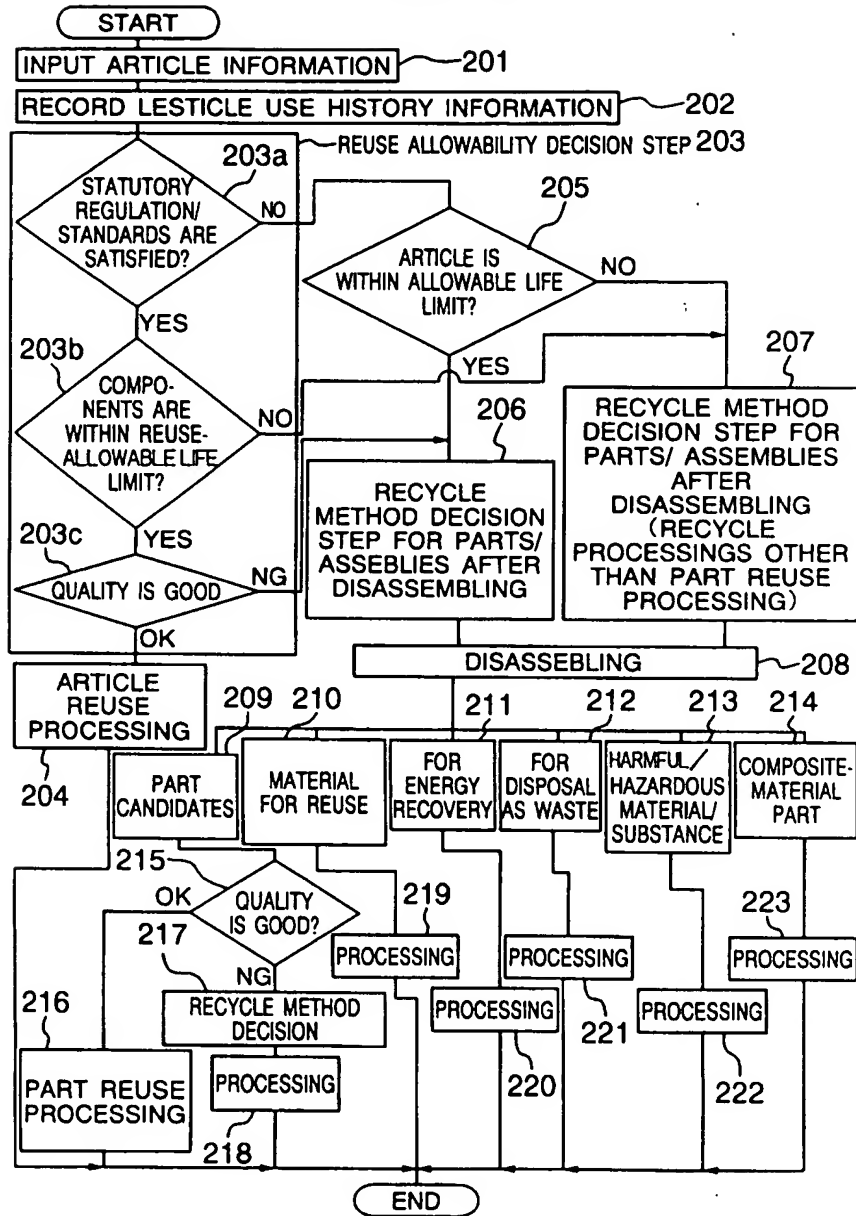 START
INPUT ARTICLE INFORMATION
201
RECORD LESTICLE USE HISTORY INFORMATION
202
REUSE ALLOWABILITY DECISION STEP 203
203a
STATUTORY
REGULATION/
STANDARDS ARE
SATISFIED?
NO
YES
205
ARTICLE IS
WITHIN ALLOWABLE LIFE
LIMIT?
NO
YES
203b
COMPO-
NENTS ARE
WITHIN REUSE-
ALLOWABLE LIFE
LIMIT?
NO
YES
203c
QUALITY IS GOOD
NG
OK
206
RECYCLE
METHOD DECISION
STEP FOR PARTS/
ASSEBLIES AFTER
DISASSEMBLING
207
RECYCLE METHOD
DECISION STEP FOR
PARTS/ ASSEMBLIES
AFTER
DISASSEMBLING
(RECYCLE
PROCESSINGS OTHER
THAN PART REUSE
PROCESSING)
DISASSEBLING
208
ARTICLE
REUSE
PROCESSING
204
209
PART
CANDIDATES
210
MATERIAL
FOR REUSE
211
FOR
ENERGY
RECOVERY
212
FOR
DISPOSAL
AS WASTE
213
HARMFUL/
HAZARDOUS
MATERIAL/
SUBSTANCE
214
COMPOSITE-
MATERIAL
PART
215
QUALITY
IS GOOD?
OK
NG
216
PART REUSE
PROCESSING
217
RECYCLE METHOD
DECISION
PROCESSING
218
219
PROCESSING
PROCESSING
220
PROCESSING
221
PROCESSING
222
223
PROCESSING
END